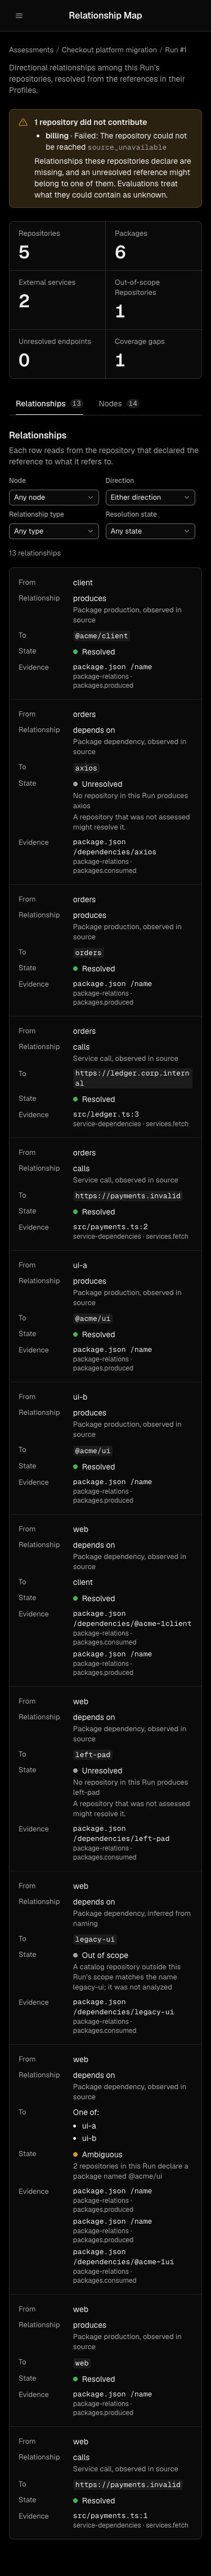 Relationship Map
Assessments / Checkout platform migration / Run #1
Directional relationships among this Run's
repositories, resolved from the references in their
Profiles.
1 repository did not contribute
• billing · Failed: The repository could not
be reached source_unavailable
Relationships these repositories declare are
missing, and an unresolved reference might
belong to one of them. Evaluations treat
what they could contain as unknown.
Repositories
5
Packages
6
External services
2
Out-of-scope
Repositories
1
Unresolved endpoints
0
Coverage gaps
1
Relationships 13
Nodes 14
Relationships
Each row reads from the repository that declared the
reference to what it refers to.
Node
Direction
Any node
Either direction
Relationship type
Resolution state
Any type
Any state
13 relationships
From client
Relationship produces
Package production, observed in
source
To @acme/client
State Resolved
Evidence package.json /name
package-relations ·
packages.produced
From orders
Relationship depends on
Package dependency, observed in
source
To axios
State Unresolved
No repository in this Run produces
axios
A repository that was not assessed
might resolve it.
Evidence package.json
/dependencies/axios
package-relations ·
packages.consumed
From orders
Relationship produces
Package production, observed in
source
To orders
State Resolved
Evidence package.json /name
package-relations ·
packages.produced
From orders
Relationship calls
Service call, observed in source
To https://ledger.corp.intern
al
State Resolved
Evidence src/ledger.ts:3
service-dependencies · services.fetch
From orders
Relationship calls
Service call, observed in source
To https://payments.invalid
State Resolved
Evidence src/payments.ts:2
service-dependencies · services.fetch
From ui-a
Relationship produces
Package production, observed in
source
To @acme/ui
State Resolved
Evidence package.json /name
package-relations ·
packages.produced
From ui-b
Relationship produces
Package production, observed in
source
To @acme/ui
State Resolved
Evidence package.json /name
package-relations ·
packages.produced
From web
Relationship depends on
Package dependency, observed in
source
To client
State Resolved
Evidence package.json
/dependencies/@acme~1client
package-relations ·
packages.consumed
package.json /name
package-relations ·
packages.produced
From web
Relationship depends on
Package dependency, observed in
source
To left-pad
State Unresolved
No repository in this Run produces
left-pad
A repository that was not assessed
might resolve it.
Evidence package.json
/dependencies/left-pad
package-relations ·
packages.consumed
From web
Relationship depends on
Package dependency, inferred from
naming
To legacy-ui
State Out of scope
A catalog repository outside this
Run's scope matches the name
legacy-ui; it was not analyzed
Evidence package.json
/dependencies/legacy-ui
package-relations ·
packages.consumed
From web
Relationship depends on
Package dependency, observed in
source
To One of:
• ui-a
• ui-b
State Ambiguous
2 repositories in this Run declare a
package named @acme/ui
Evidence package.json /name
package-relations ·
packages.produced
package.json /name
package-relations ·
packages.produced
package.json
/dependencies/@acme~1ui
package-relations ·
packages.consumed
From web
Relationship produces
Package production, observed in
source
To web
State Resolved
Evidence package.json /name
package-relations ·
packages.produced
From web
Relationship calls
Service call, observed in source
To https://payments.invalid
State Resolved
Evidence src/payments.ts:1
service-dependencies · services.fetch